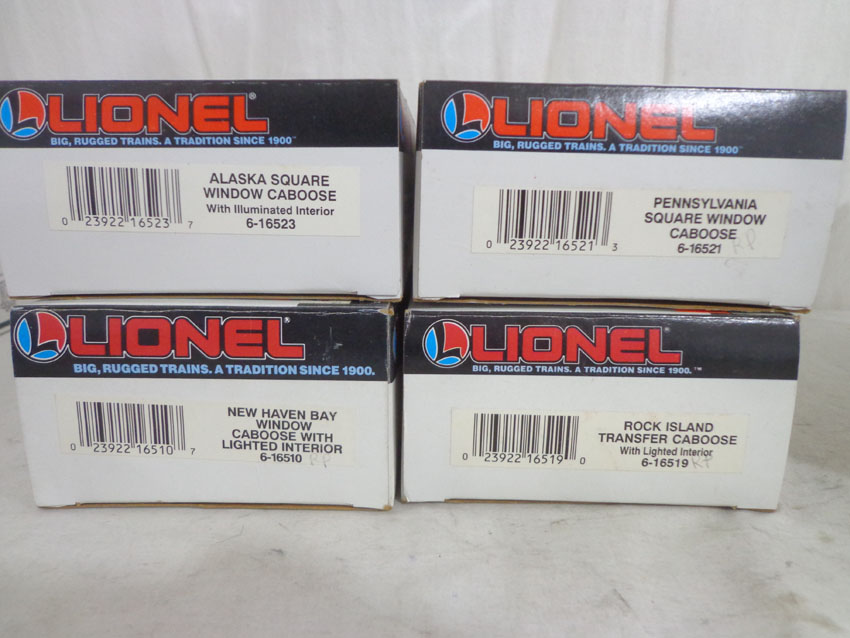 LIONEL®
BIG, RUGGED TRAINS. A TRADITION SINCE 1900™
ALASKA SQUARE
WINDOW CABOOSE
With Illuminated Interior
6-16523
0 23922 16523 7
LIONEL®
BIG, RUGGED TRAINS. A TRADITION SINCE 1900™
PENNSYLVANIA
SQUARE WINDOW
CABOOSE
6-16521
0 23922 16521 3
LIONEL®
BIG, RUGGED TRAINS. A TRADITION SINCE 1900.
NEW HAVEN BAY
WINDOW
CABOOSE WITH
LIGHTED INTERIOR
6-16510
0 23922 16510 7
LIONEL®
BIG, RUGGED TRAINS. A TRADITION SINCE 1900.™
ROCK ISLAND
TRANSFER CABOOSE
With Lighted Interior
6-16519 RP
0 23922 16519 0